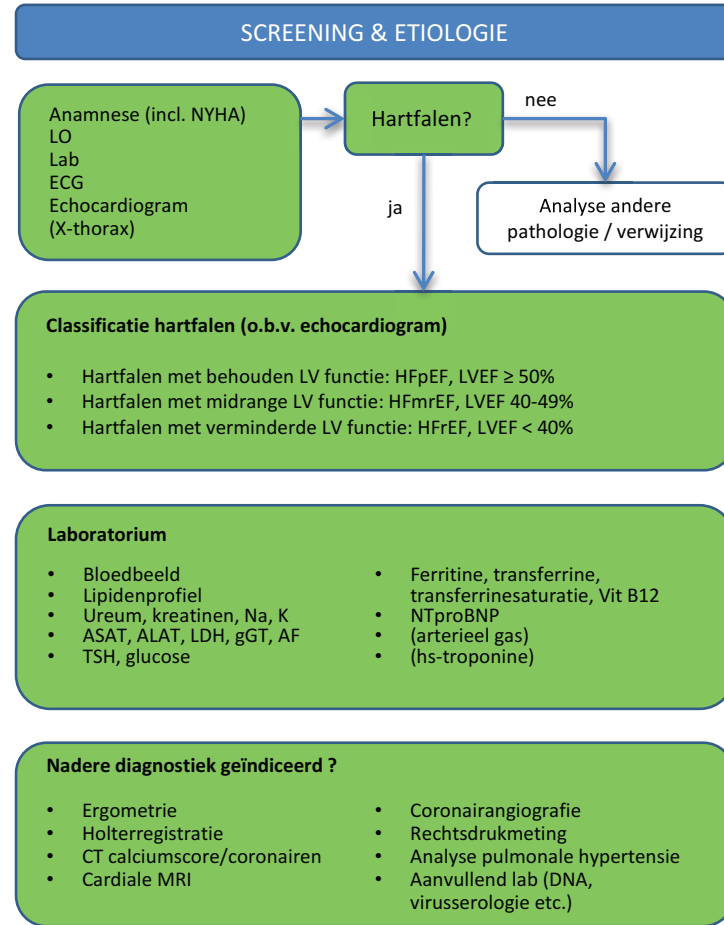 SCREENING & ETIOLOGIE
Anamnese (incl. NYHA)
LO
Lab
ECG
Echocardiogram
(X-thorax)
Hartfalen?
nee
ja
Analyse andere
pathologie / verwijzing
Classificatie hartfalen (o.b.v. echocardiogram)
• Hartfalen met behouden LV functie: HFpEF, LVEF ≥ 50%
• Hartfalen met midrange LV functie: HFmrEF, LVEF 40-49%
• Hartfalen met verminderde LV functie: HFrEF, LVEF < 40%
Laboratorium
• Bloedbeeld
• Lipidenprofiel
• Ureum, kreatinen, Na, K
• ASAT, ALAT, LDH, gGT, AF
• TSH, glucose
• Ferritine, transferrine,
transferrinesaturatie, Vit B12
• NTproBNP
• (arterieel gas)
• (hs-troponine)
Nadere diagnostiek geïndiceerd ?
• Ergometrie
• Holterregistratie
• CT calciumscore/coronairen
• Cardiale MRI
• Coronairangiografie
• Rechtsdrukmeting
• Analyse pulmonale hypertensie
• Aanvullend lab (DNA,
virusserologie etc.)